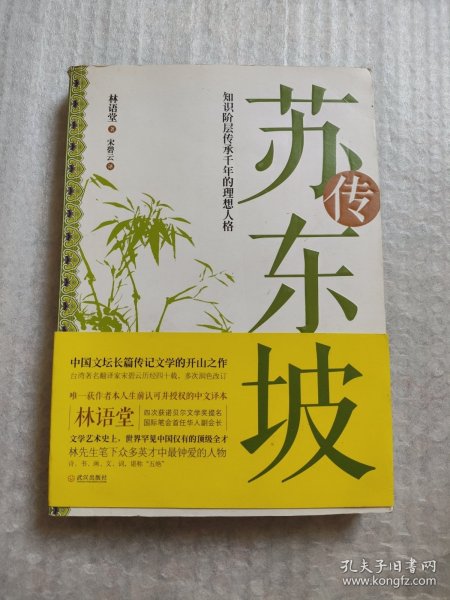 苏东坡
传
知识阶层传承千年的理想人格
林语堂 著
宋碧云 译
中国文坛长篇传记文学的开山之作
台湾著名翻译家宋碧云历经四十载，多次润色改订
唯一获作者本人生前认可并授权的中文译本
林语堂
四次获诺贝尔文学奖提名
国际笔会首任华人副会长
文学艺术史上，世界罕见中国仅有的顶级全才
林先生笔下众多英才中最钟爱的人物
诗、书、画、文、词，堪称“五绝”
武汉出版社
孔夫子旧书网
www.kongfz.com